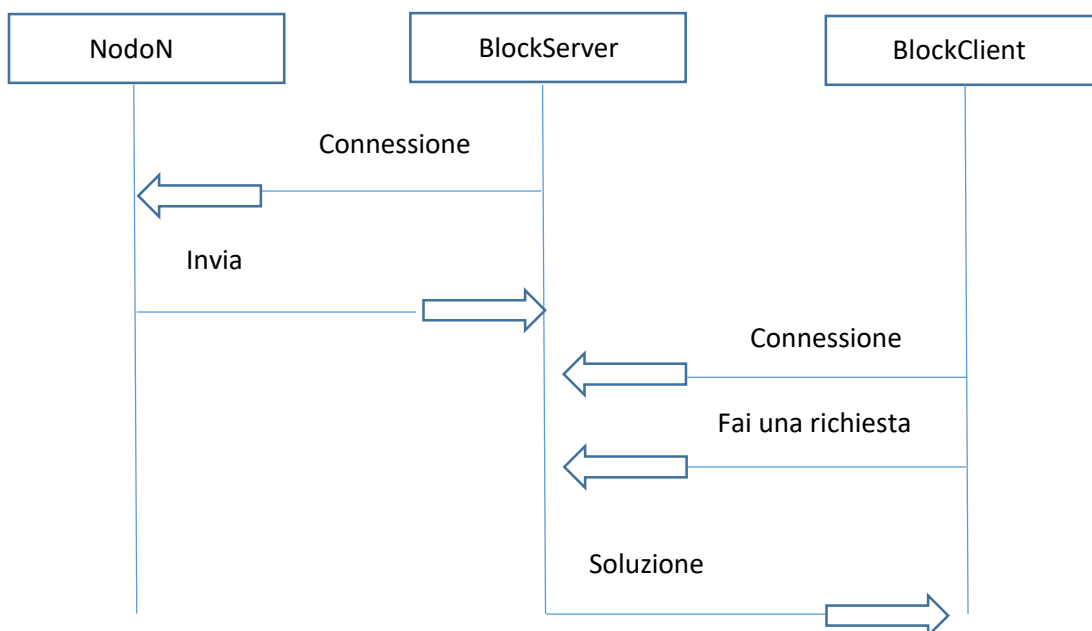 NodoN
BlockServer
BlockClient
Connessione
Invia
Connessione
Fai una richiesta
Soluzione